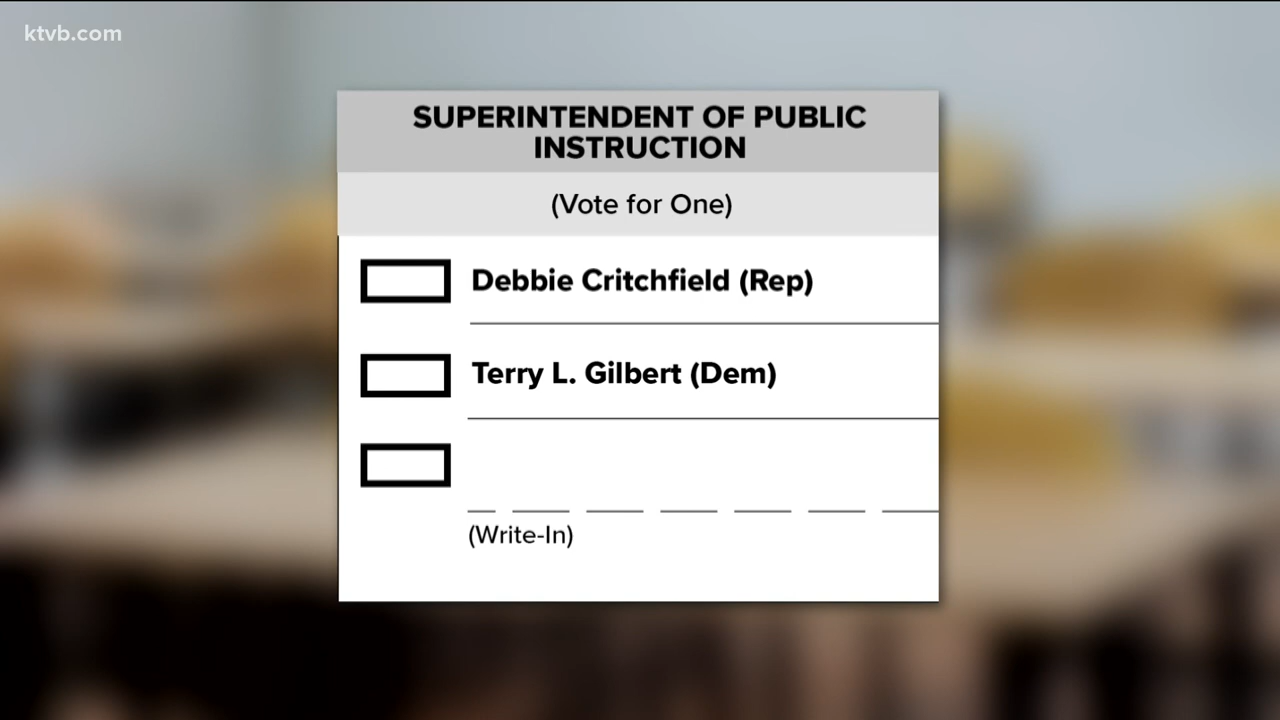 ktvb.com
SUPERINTENDENT OF PUBLIC
INSTRUCTION
(Vote for One)
Debbie Critchfield (Rep)
Terry L. Gilbert (Dem)
(Write-In)